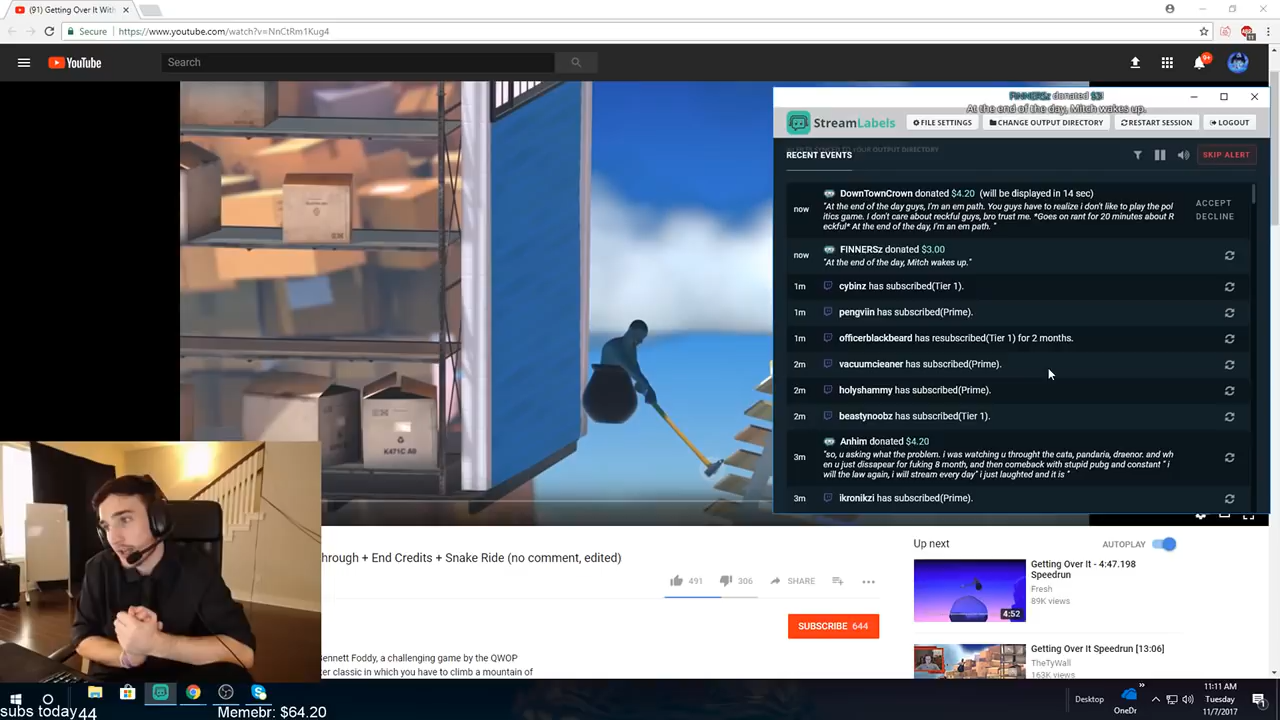 (91) Getting Over It With
Secure
https://www.youtube.com/watch?v=NnCtRm1Kug4
YouTube
Search
9+
FINNERSz donated $3!
At the end of the day, Mitch wakes up.
StreamLabels
FILE SETTINGS
CHANGE OUTPUT DIRECTORY
RESTART SESSION
LOGOUT
RECENT EVENTS
SKIP ALERT
now
DownTownCrown donated $4.20 (will be displayed in 14 sec)
"At the end of the day guys, I'm an em path. You guys have to realize i don't like to play the pol
itics game. I don't care about reckful guys, bro trust me. *Goes on rant for 20 minutes about R
eckful* At the end of the day, I'm an em path. "
ACCEPT
DECLINE
now
FINNERSz donated $3.00
"At the end of the day, Mitch wakes up."
1m
cybinz has subscribed(Tier 1).
1m
pengviin has subscribed(Prime).
1m
officerblackbeard has resubscribed(Tier 1) for 2 months.
2m
vacuumcieaner has subscribed(Prime).
2m
holyshammy has subscribed(Prime).
2m
beastynoobz has subscribed(Tier 1).
3m
Anhim donated $4.20
"so, u asking what the problem. i was watching u throught the cata, pandaria, draenor. and wh
en u just dissapear for fuking 8 month, and then comeback with stupid pubg and constant " i
will the law again, i will stream every day" i just laughted and it is "
3m
ikronikzi has subscribed(Prime).
K471C A8
hrough + End Credits + Snake Ride (no comment, edited)
491
306
SHARE
SUBSCRIBE 644
Bennett Foddy, a challenging game by the QWOP
ter classic in which you have to climb a mountain of
Up next
AUTOPLAY
Getting Over It - 4:47.198
Speedrun
Fresh
89K views
4:52
Getting Over It Speedrun [13:06]
TheTyWall
163K views
subs today44
Memebr: $64.20
Desktop
OneDr
11:11 AM
Tuesday
11/7/2017